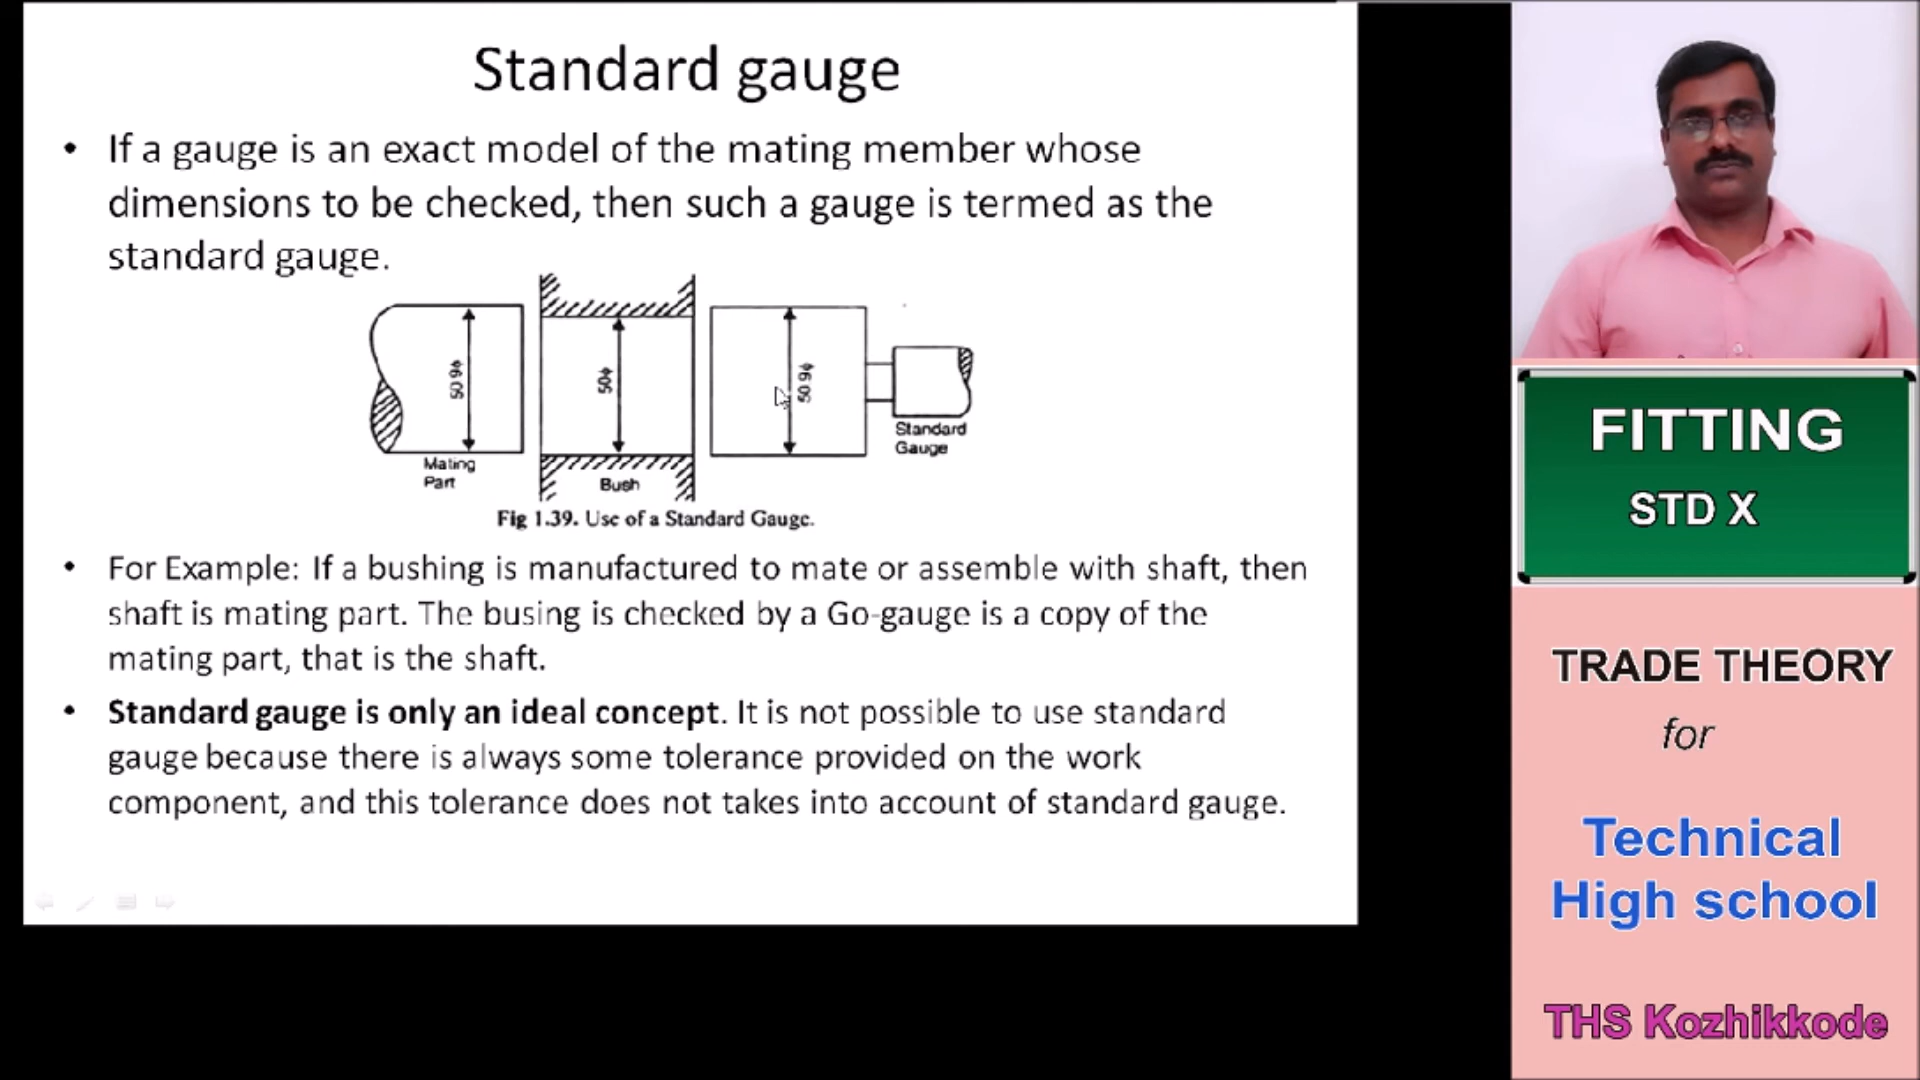 Standard gauge
• If a gauge is an exact model of the mating member whose
dimensions to be checked, then such a gauge is termed as the
standard gauge.
50 9ϕ
50ϕ
50 9ϕ
Mating
Part
Bush
Standard
Gauge
Fig 1.39. Use of a Standard Gauge.
• For Example: If a bushing is manufactured to mate or assemble with shaft, then
shaft is mating part. The busing is checked by a Go-gauge is a copy of the
mating part, that is the shaft.
• Standard gauge is only an ideal concept. It is not possible to use standard
gauge because there is always some tolerance provided on the work
component, and this tolerance does not takes into account of standard gauge.
FITTING
STD X
TRADE THEORY
for
Technical
High school
THS Kozhikkode